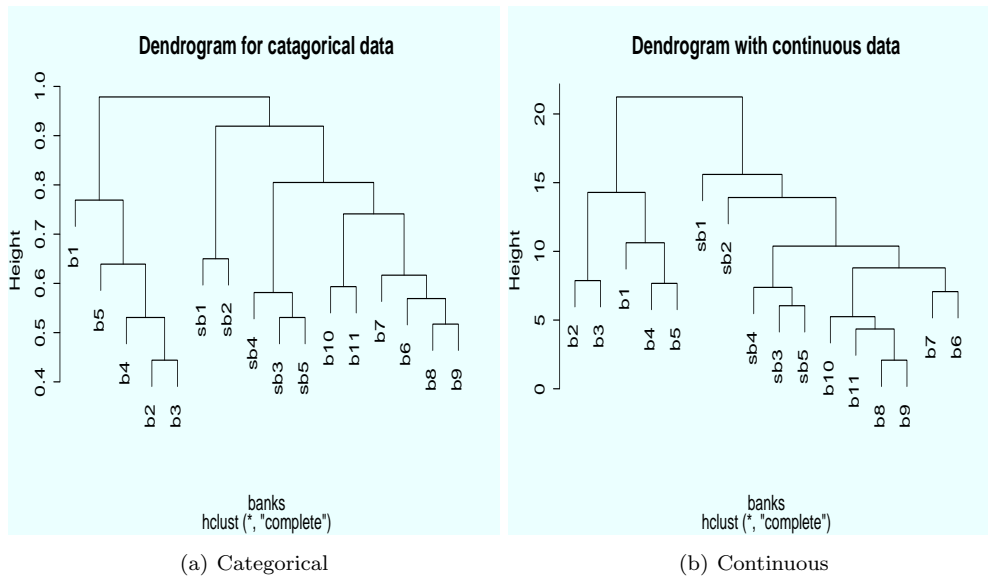 Dendrogram for catagorical data
Height
1.0
0.9
0.8
0.7
0.6
0.5
0.4
b1
b5
b4
b2
b3
sb1
sb2
sb4
sb3
sb5
b10
b11
b7
b6
b8
b9
banks
hclust (*, "complete")
(a) Categorical
Dendrogram with continuous data
Height
20
15
10
5
0
b2
b3
b1
b4
b5
sb1
sb2
sb4
sb3
sb5
b10
b11
b8
b9
b7
b6
banks
hclust (*, "complete")
(b) Continuous